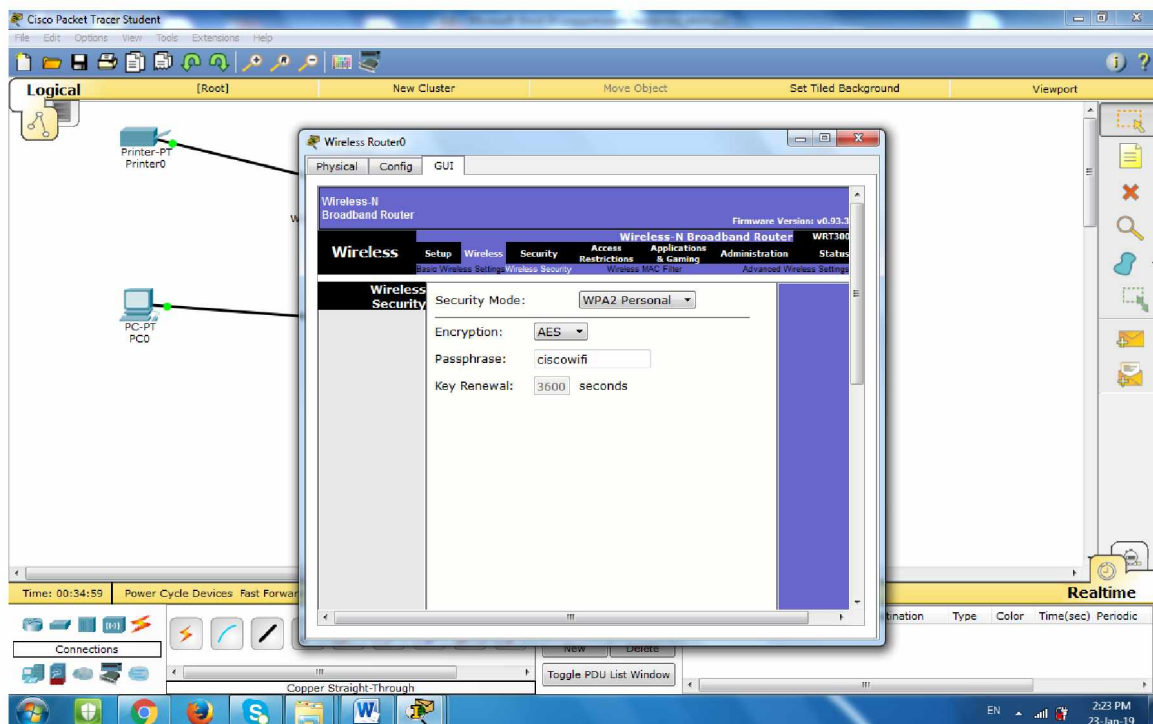 Cisco Packet Tracer Student
File Edit Options View Tools Extensions Help
Logical [Root] New Cluster Move Object Set Tiled Background Viewport
Printer-PT
Printer0
W
PC-PT
PC0
Wireless Router0
Physical Config GUI
Wireless-N
Broadband Router
Firmware Version: v0.93.3
Wireless-N Broadband Router WRT300
Wireless
Setup Wireless Security Access Restrictions Applications & Gaming Administration Status
Basic Wireless Settings Wireless Security Wireless MAC Filter Advanced Wireless Settings
Wireless
Security
Security Mode: WPA2 Personal
Encryption: AES
Passphrase: ciscowifi
Key Renewal: 3600 seconds
Time: 00:34:59 Power Cycle Devices Fast Forwar
Realtime
Connections
Copper Straight-Through
New Delete
Toggle PDU List Window
tination Type Color Time(sec) Periodic
EN 2:23 PM
23-Jan-19